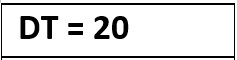 DT = 20